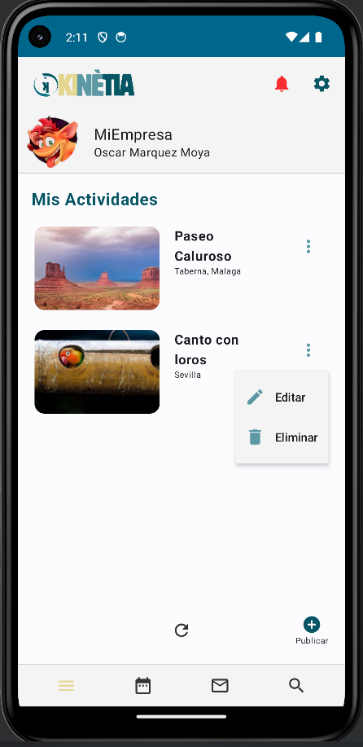 2:11
KINÈTIA
MiEmpresa
Oscar Marquez Moya
Mis Actividades
Paseo
Caluroso
Taberna, Malaga
Canto con
loros
Sevilla
Editar
Eliminar
Publicar